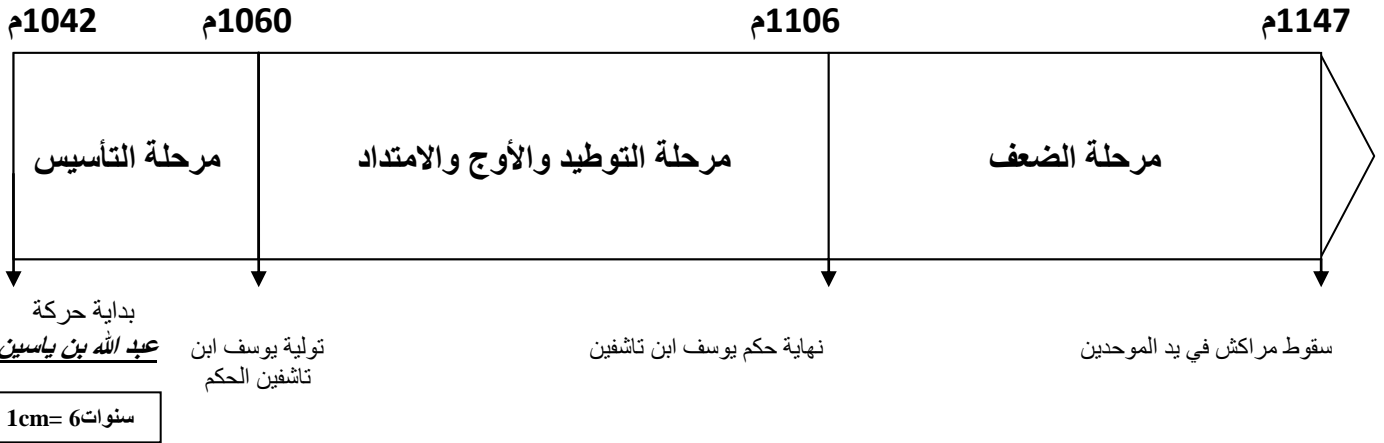 1042م
1060م
1106م
1147م
مرحلة التأسيس
مرحلة التوطيد والأوج والامتداد
مرحلة الضعف
بداية حركة
عبد الله بن ياسين
تولية يوسف ابن
تاشفين الحكم
نهاية حكم يوسف ابن تاشفين
سقوط مراكش في يد الموحدين
1cm= 6سنوات